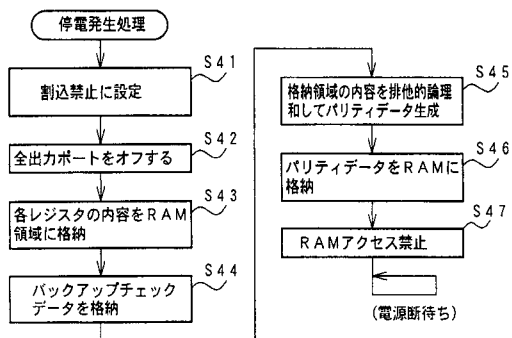 停電発生処理
S41
割込禁止に設定
S42
全出力ポートをオフする
S43
各レジスタの内容をRAM
領域に格納
S44
バックアップチェック
データを格納
S45
格納領域の内容を排他的論理
和してパリティデータ生成
S46
パリティデータをRAMに
格納
S47
RAMアクセス禁止
(電源断待ち)